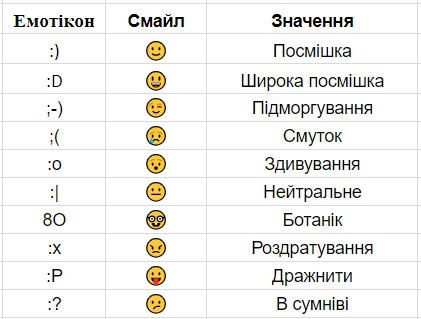 Емотікон Смайл Значення
:) 🙂 Посмішка
:D 😃 Широка посмішка
;-) 😉 Підморгування
;( 😢 Смуток
:o 😯 Здивування
:| 😐 Нейтральне
8O 🤓 Ботанік
:x 😠 Роздратування
:P 😛 Дражнити
:? 😕 В сумніві